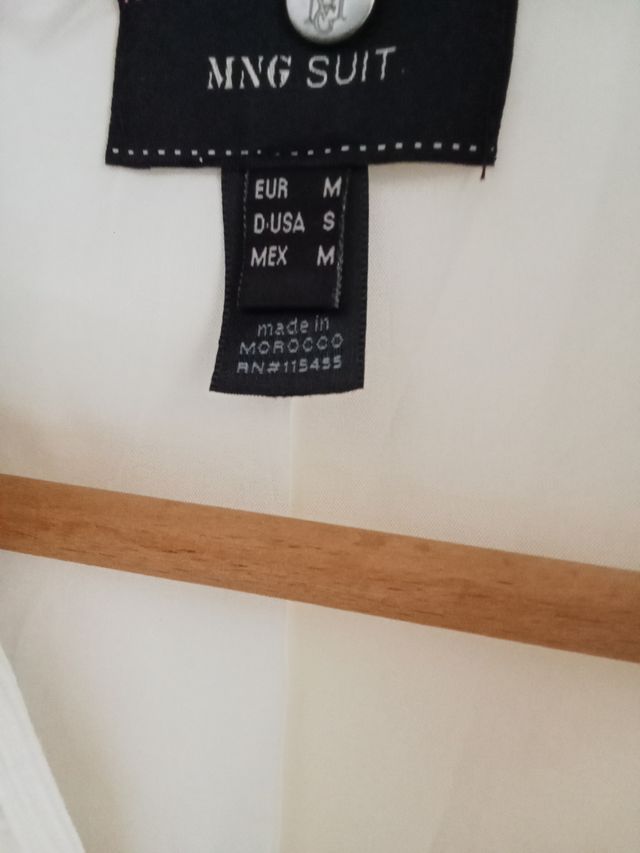 MNG SUIT.
EUR M
D·USA S
MEX M
made in
MOROCCO
RN#115455